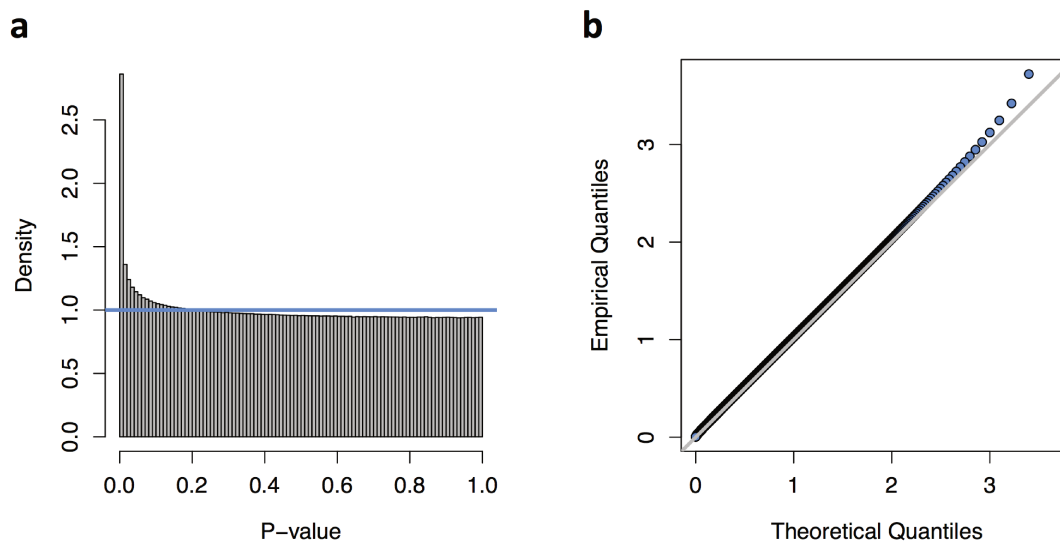 a
Density
0.0 0.5 1.0 1.5 2.0 2.5
0.0 0.2 0.4 0.6 0.8 1.0
P-value
b
Empirical Quantiles
0 1 2 3
0 1 2 3
Theoretical Quantiles